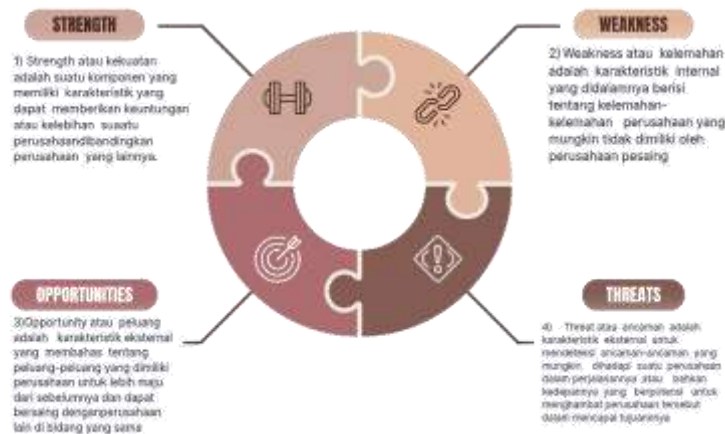 STRENGTH
1) Strength atau kekuatan
adalah suatu komponen yang
memiliki karakteristik yang
dapat memberikan keuntungan
atau kelebihan suaatu
perusahaandibandingkan
perusahaan yang lainnya.
WEAKNESS
2) Weakness atau kelemahan
adalah karakteristik internal
yang didalamnya berisi
tentang kelemahan-
kelemahan perusahaan yang
mungkin tidak dimiliki oleh
perusahaan pesaing
OPPORTUNITIES
3)Opportunity atau peluang
adalah karakteristik eksternal
yang membahas tentang
peluang-peluang yang dimiliki
perusahaan untuk lebih maju
dari sebelumnya dan dapat
bersaing denganperusahaan
lain di bidang yang sama
THREATS
4) Threat atau ancaman adalah
karakteristik eksternal untuk
mendeteksi ancaman-ancaman yang
mungkin dihadapi suatu perusahaan
dalam perjalanannya atau bahkan
kedepannya yang berpotensi untuk
menghambat perusahaan tersebut
dalam mencapai tujuannya